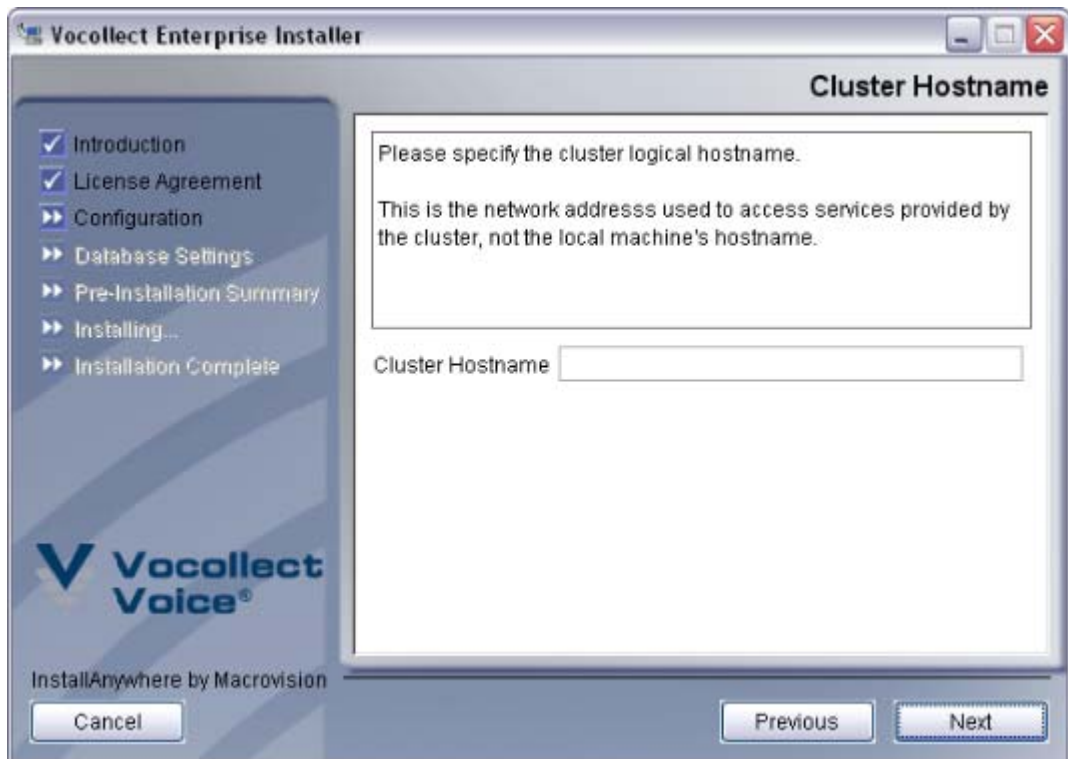 Vocollect Enterprise Installer
Cluster Hostname
Introduction
License Agreement
Configuration
Database Settings
Pre-Installation Summary
Installing...
Installation Complete
Please specify the cluster logical hostname.
This is the network addresss used to access services provided by
the cluster, not the local machine's hostname.
Cluster Hostname
Vocollect
Voice®
InstallAnywhere by Macrovision
Cancel
Previous
Next